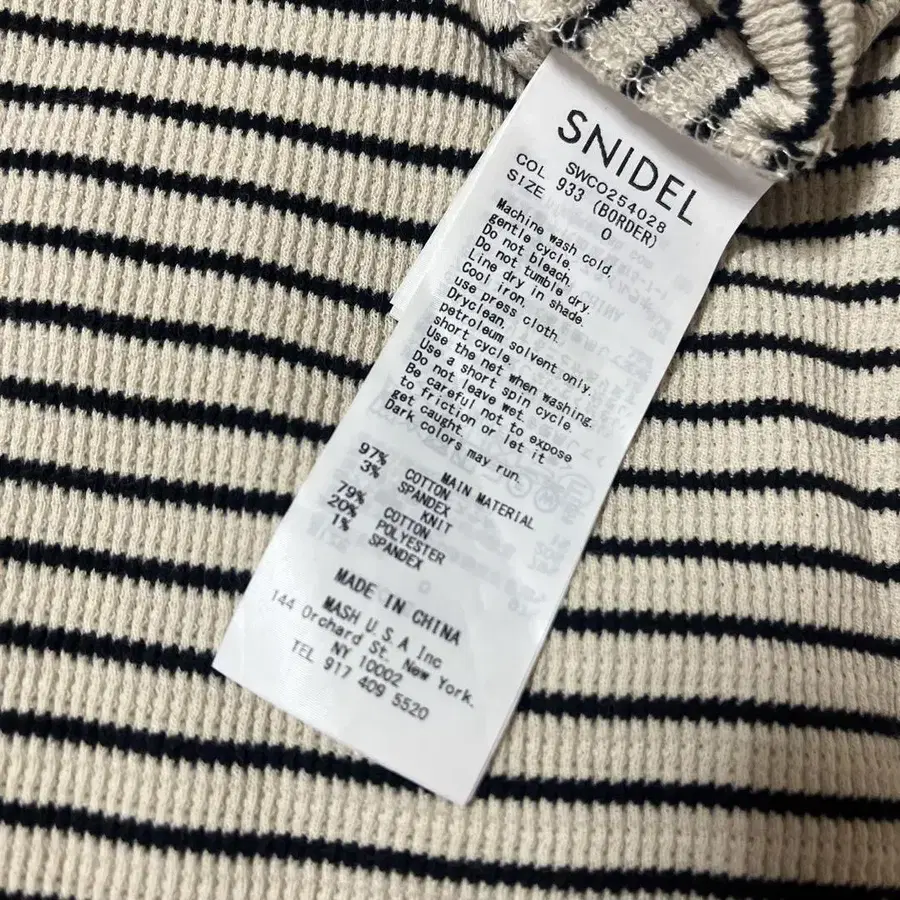 SNIDEL
SWCO254028
COL 933 (BORDER)
SIZE 0
Machine wash cold,
gentle cycle.
Do not bleach.
Do not tumble dry.
Line dry in shade.
Cool iron.
use press cloth.
Dryclean.
petroleum solvent only.
short cycle.
Use the net when washing.
Use a short spin cycle.
Do not leave wet.
Be careful not to expose
to friction or let it
get caught.
Dark colors may run.
MAIN MATERIAL
97% COTTON
3% SPANDEX
KNIT
79% COTTON
20% POLYESTER
1% SPANDEX
MADE IN CHINA
MASH U.S.A Inc
144 Orchard St. New York.
NY 10002
TEL 917 409 5520